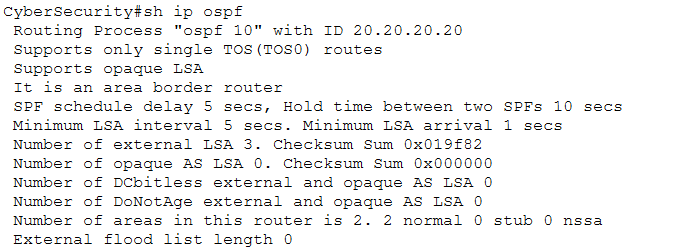 CyberSecurity#sh ip ospf
Routing Process "ospf 10" with ID 20.20.20.20
Supports only single TOS(TOS0) routes
Supports opaque LSA
It is an area border router
SPF schedule delay 5 secs, Hold time between two SPFs 10 secs
Minimum LSA interval 5 secs. Minimum LSA arrival 1 secs
Number of external LSA 3. Checksum Sum 0x019f82
Number of opaque AS LSA 0. Checksum Sum 0x000000
Number of DCbitless external and opaque AS LSA 0
Number of DoNotAge external and opaque AS LSA 0
Number of areas in this router is 2. 2 normal 0 stub 0 nssa
External flood list length 0